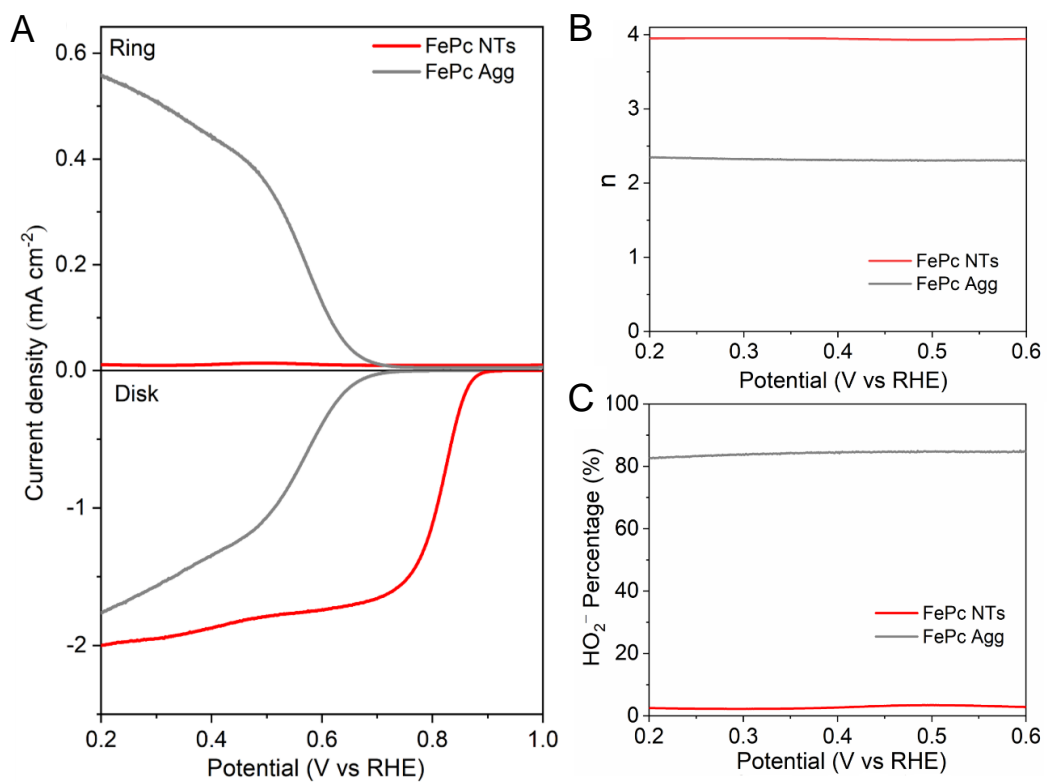 A
Ring
FePc NTs
FePc Agg
0.6
0.4
0.2
0.0
-1
-2
Disk
Current density (mA cm⁻²)
0.2
0.4
0.6
0.8
1.0
Potential (V vs RHE)
B
4
3
2
1
0
n
FePc NTs
FePc Agg
0.2
0.3
0.4
0.5
0.6
Potential (V vs RHE)
C
100
80
60
40
20
0
HO₂⁻ Percentage (%)
FePc NTs
FePc Agg
0.2
0.3
0.4
0.5
0.6
Potential (V vs RHE)